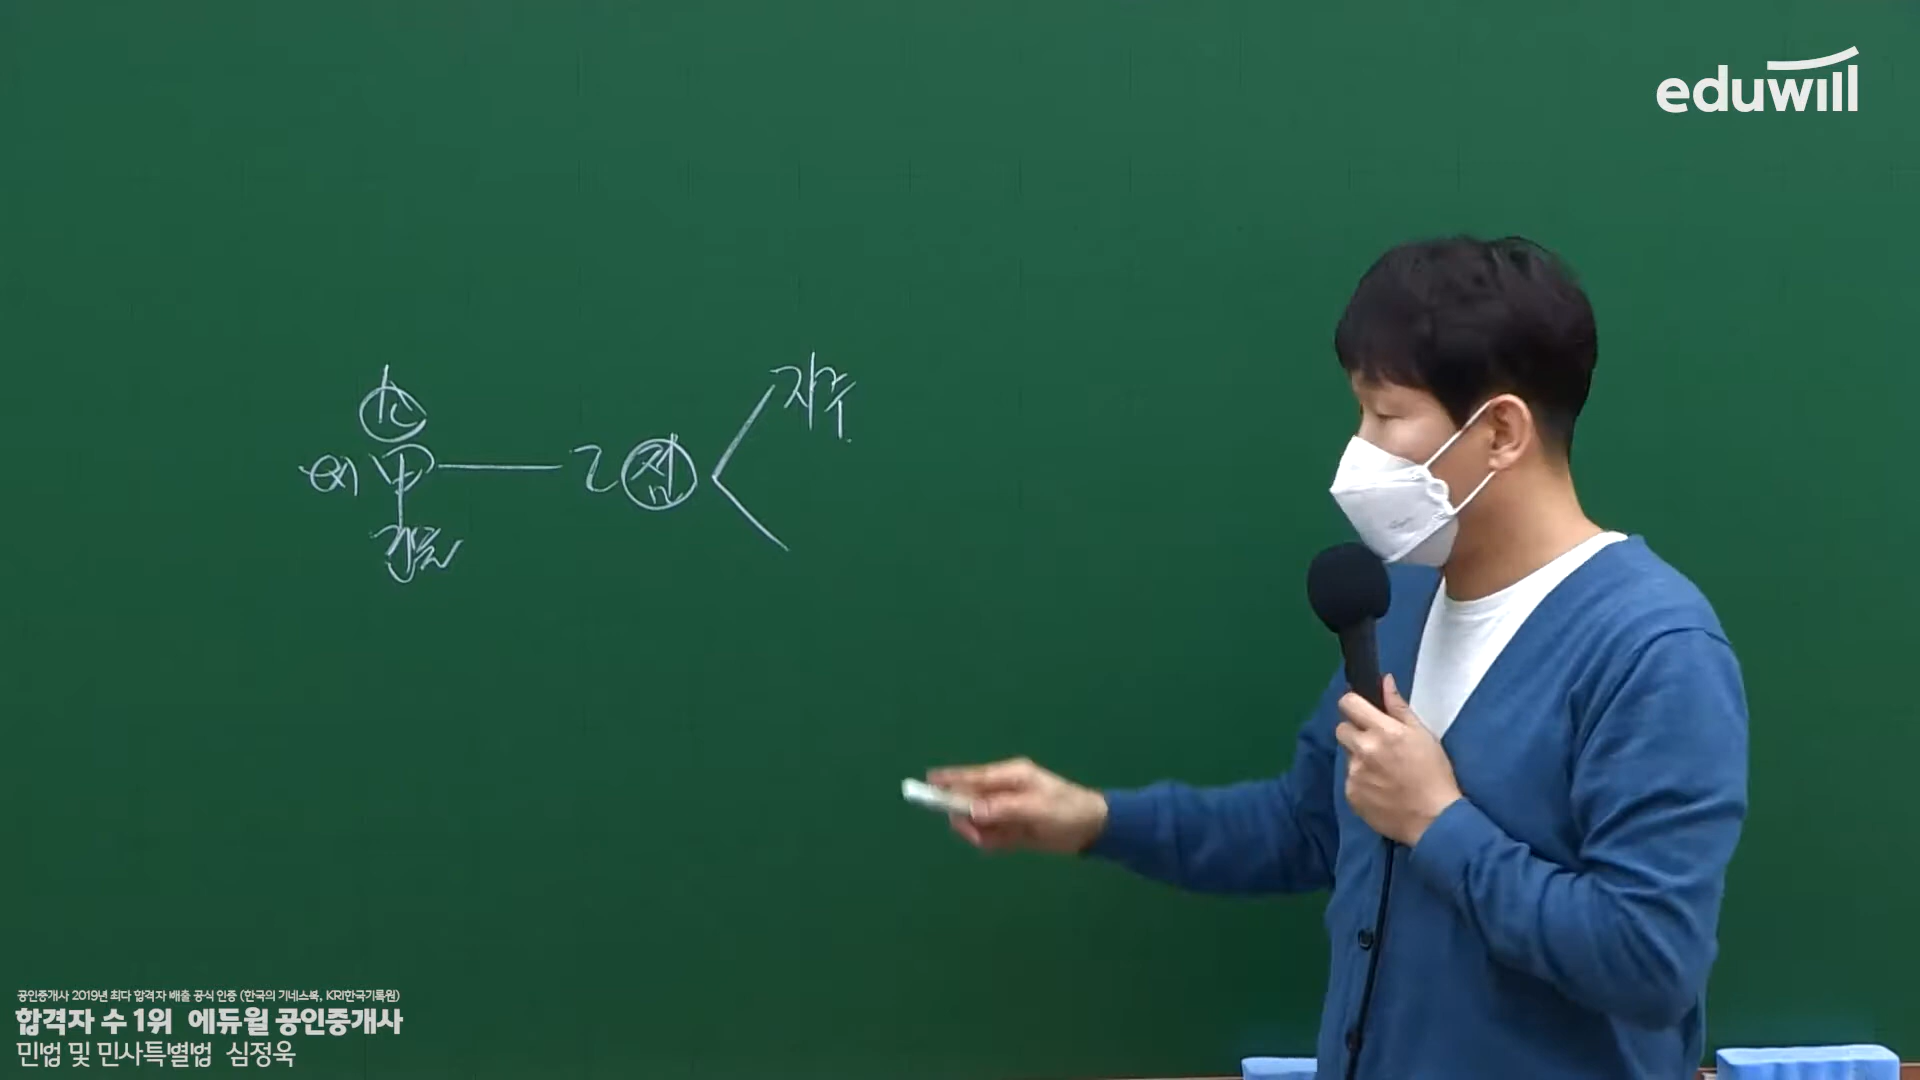 eduwill
자주
소
甲
乙 점
공인중개사 2019년 최다 합격자 배출 공식 인증 (한국의 기네스북, KRI한국기록원)
합격자 수 1위 에듀윌 공인중개사
민법 및 민사특별법 심정욱